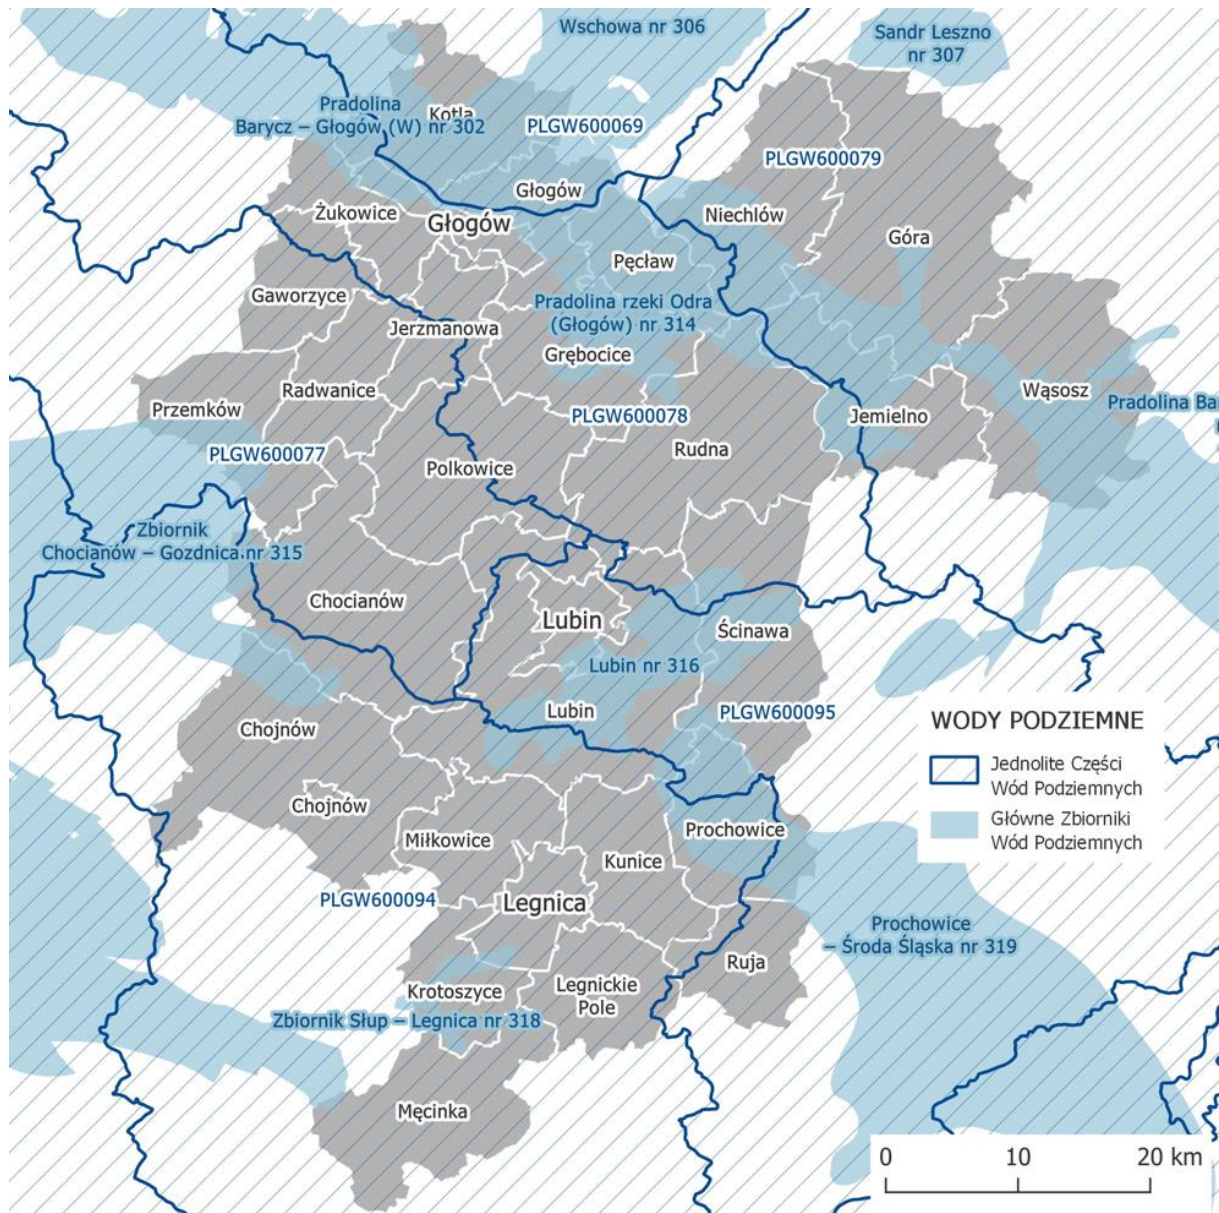 Wschowa nr 306
Sandr Leszno
nr 307
Pradolina
Barycz – Głogów (W) nr 302
Kotla
PLGW600069
PLGW600079
Głogów
Żukowice
Głogów
Niechlów
Góra
Pęcław
Gaworzyce
Pradolina rzeki Odra
(Głogów) nr 314
Jerzmanowa
Grębocice
Radwanice
Wąsosz
Przemków
PLGW600078
Jemielno
Pradolina Ba
PLGW600077
Rudna
Polkowice
Zbiornik
Chocianów – Gozdnica nr 315
Chocianów
Lubin
Ścinawa
Lubin nr 316
Lubin
PLGW600095
Chojnów
WODY PODZIEMNE
Jednolite Części
Wód Podziemnych
Główne Zbiorniki
Wód Podziemnych
Chojnów
Miłkowice
Prochowice
Kunice
PLGW600094
Legnica
Prochowice
– Środa Śląska nr 319
Ruja
Krotoszyce
Legnickie
Pole
Zbiornik Słup – Legnica nr 318
Męcinka
0 10 20 km